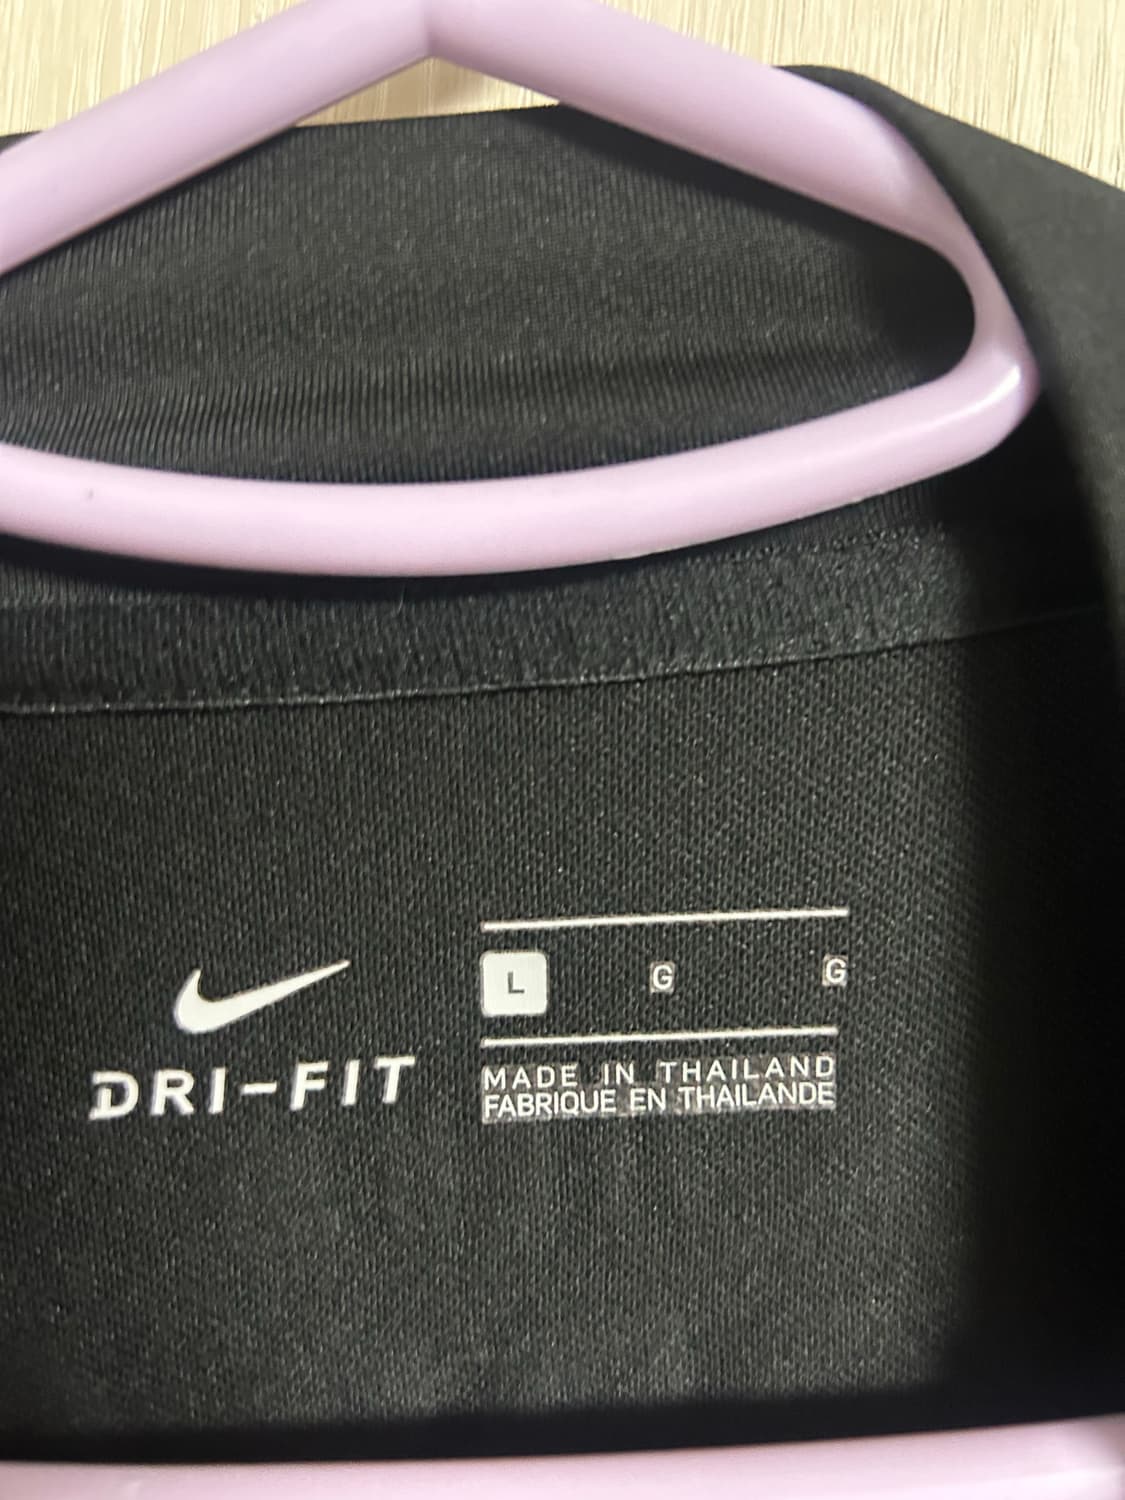 DRI-FIT
L G G
MADE IN THAILAND
FABRIQUE EN THAILANDE